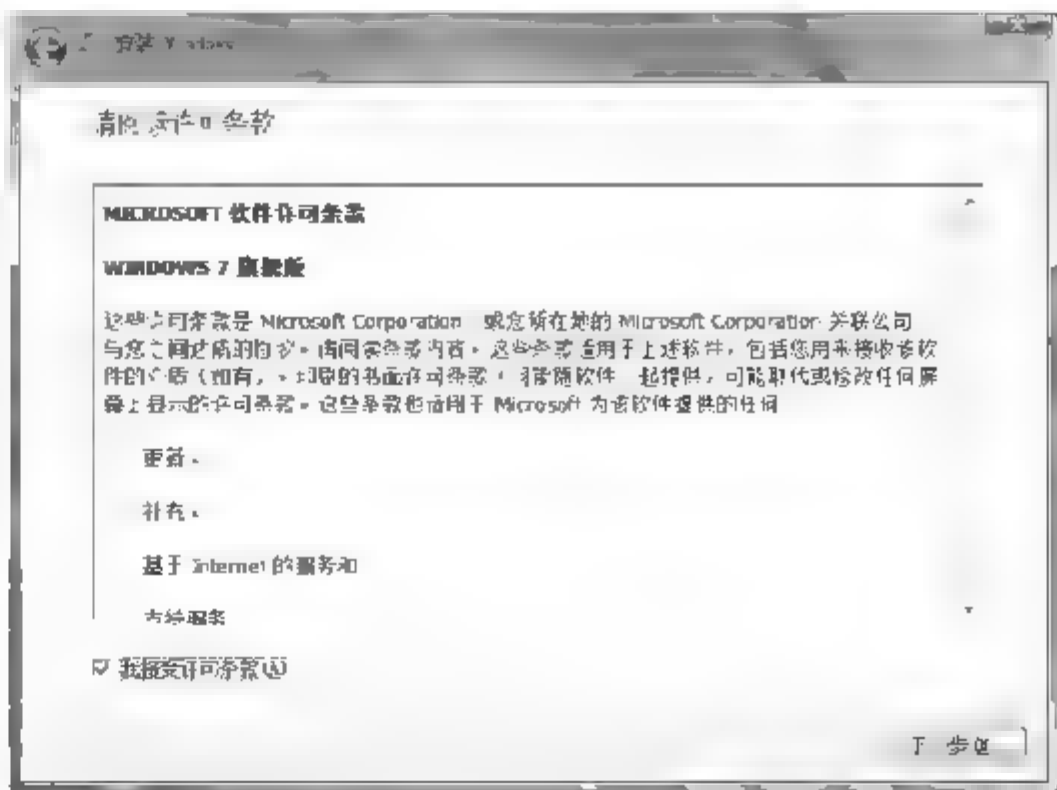 安装 Windows
请阅读许可条款
MICROSOFT 软件许可条款
WINDOWS 7 旗舰版
这些许可条款是 Microsoft Corporation 或您所在地的 Microsoft Corporation 关联公司
与您之间达成的协议。请阅读条款内容。这些条款适用于上述软件,包括您用来接收该软
件的介质(如有)。印刷的书面许可条款,可能随软件一起提供,可能取代或修改任何屏
幕上显示的许可条款。这些条款也适用于 Microsoft 为该软件提供的任何
更新、
补充、
基于 Internet 的服务和
支持服务
我接受许可条款(A)
下一步(N)